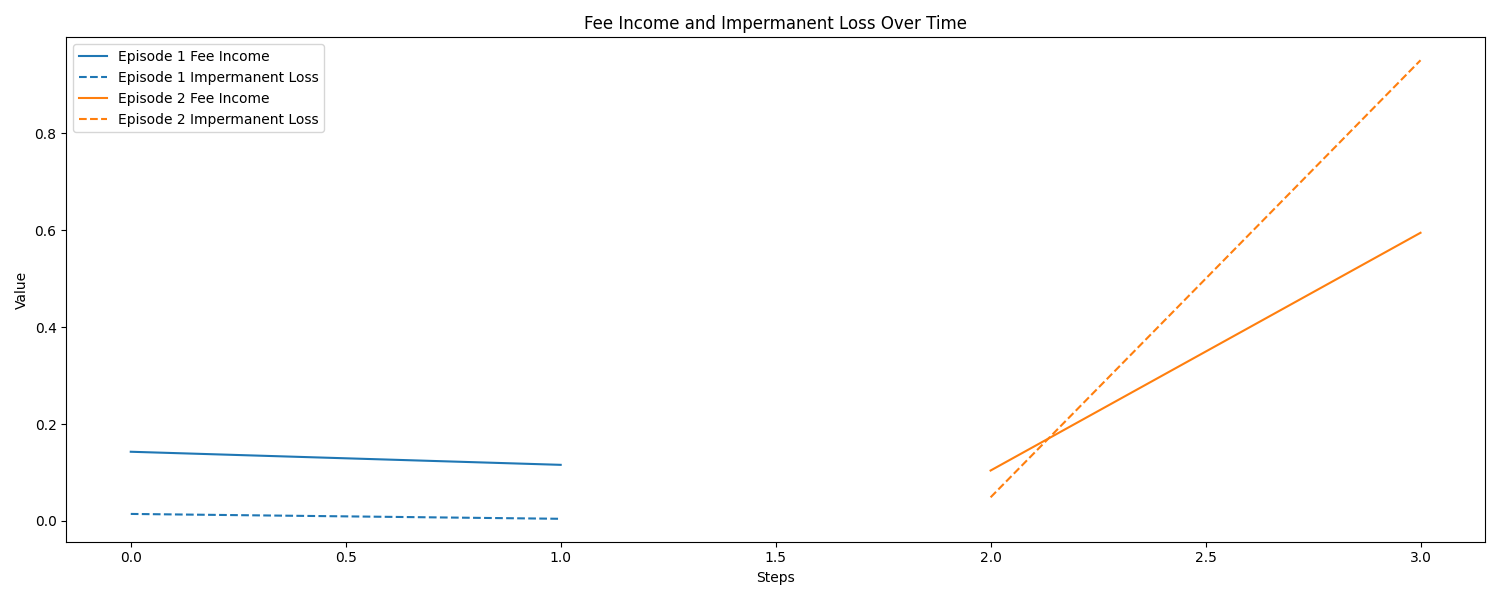 Fee Income and Impermanent Loss Over Time
Episode 1 Fee Income
Episode 1 Impermanent Loss
Episode 2 Fee Income
Episode 2 Impermanent Loss
Value
0.8
0.6
0.4
0.2
0.0
0.0 0.5 1.0 1.5 2.0 2.5 3.0
Steps